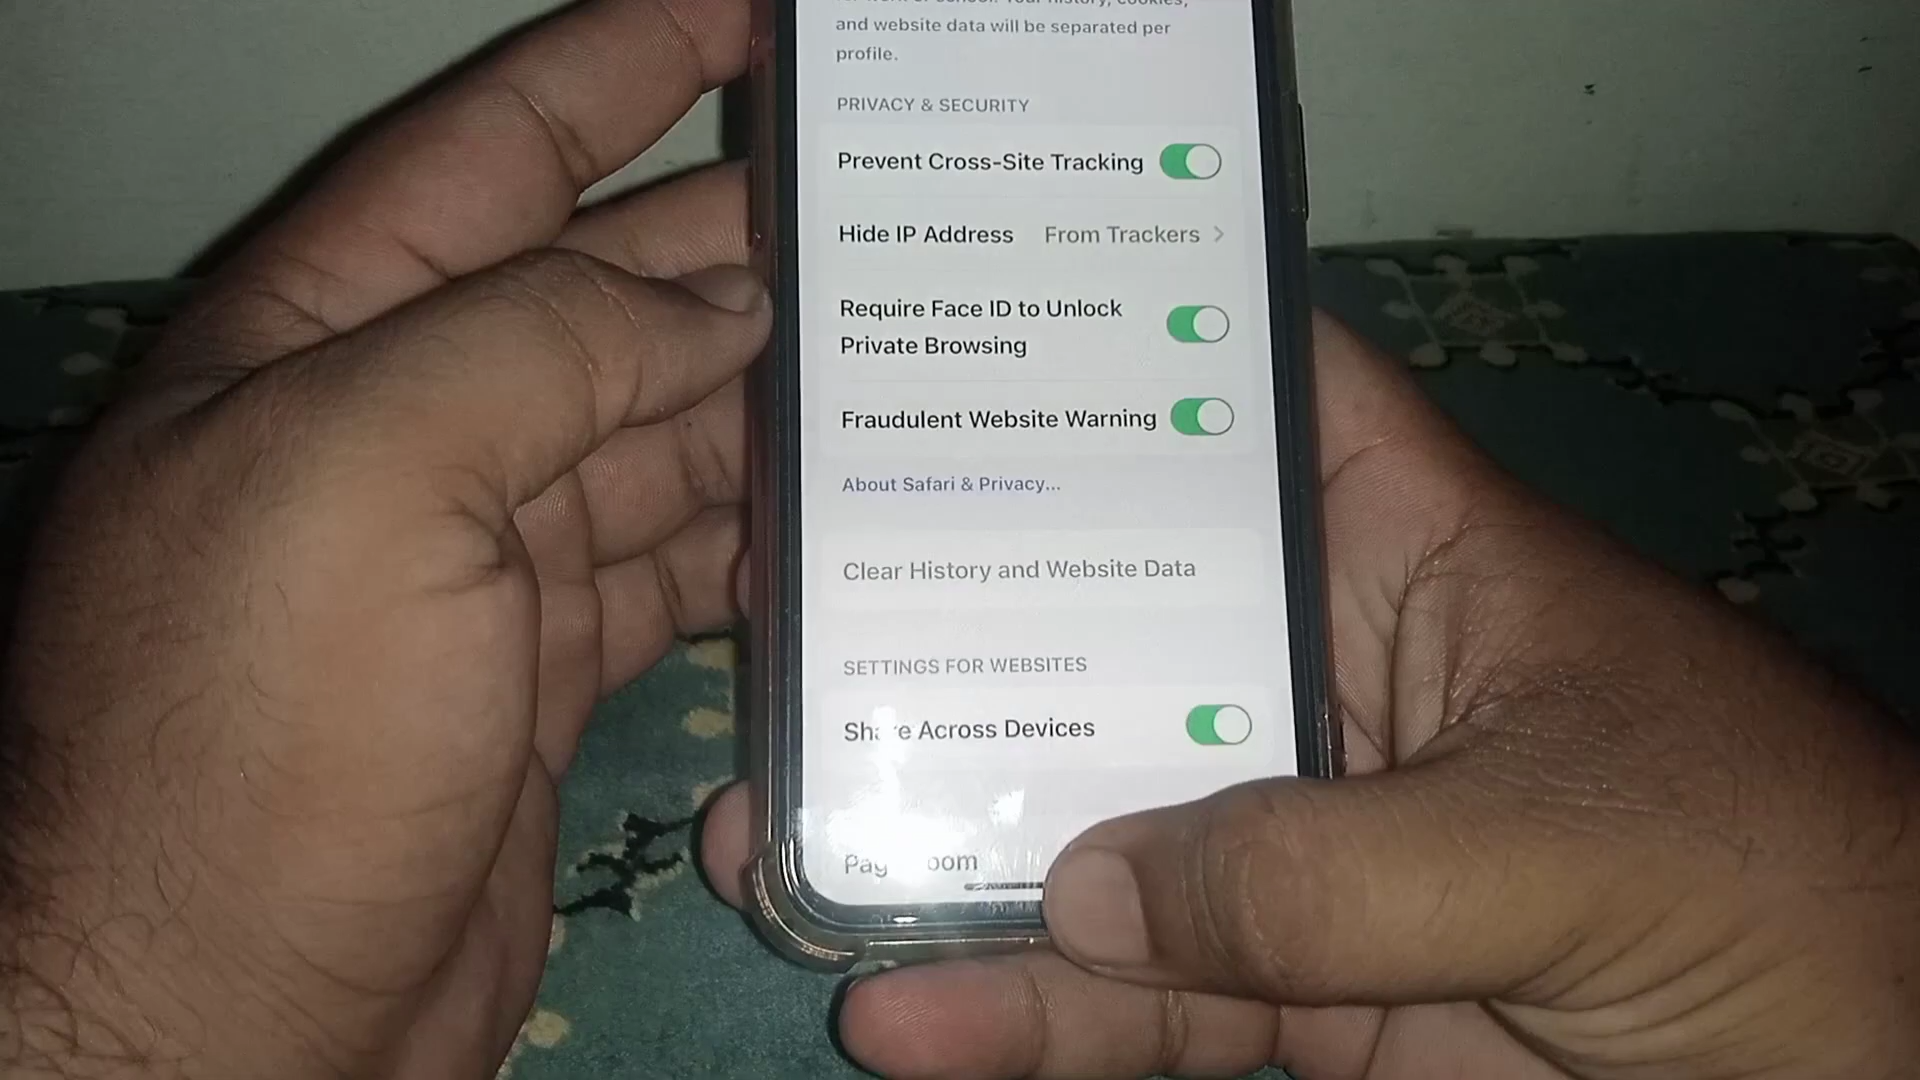 and website data will be separated per
profile.
PRIVACY & SECURITY
Prevent Cross-Site Tracking
Hide IP Address From Trackers >
Require Face ID to Unlock
Private Browsing
Fraudulent Website Warning
About Safari & Privacy...
Clear History and Website Data
SETTINGS FOR WEBSITES
Share Across Devices